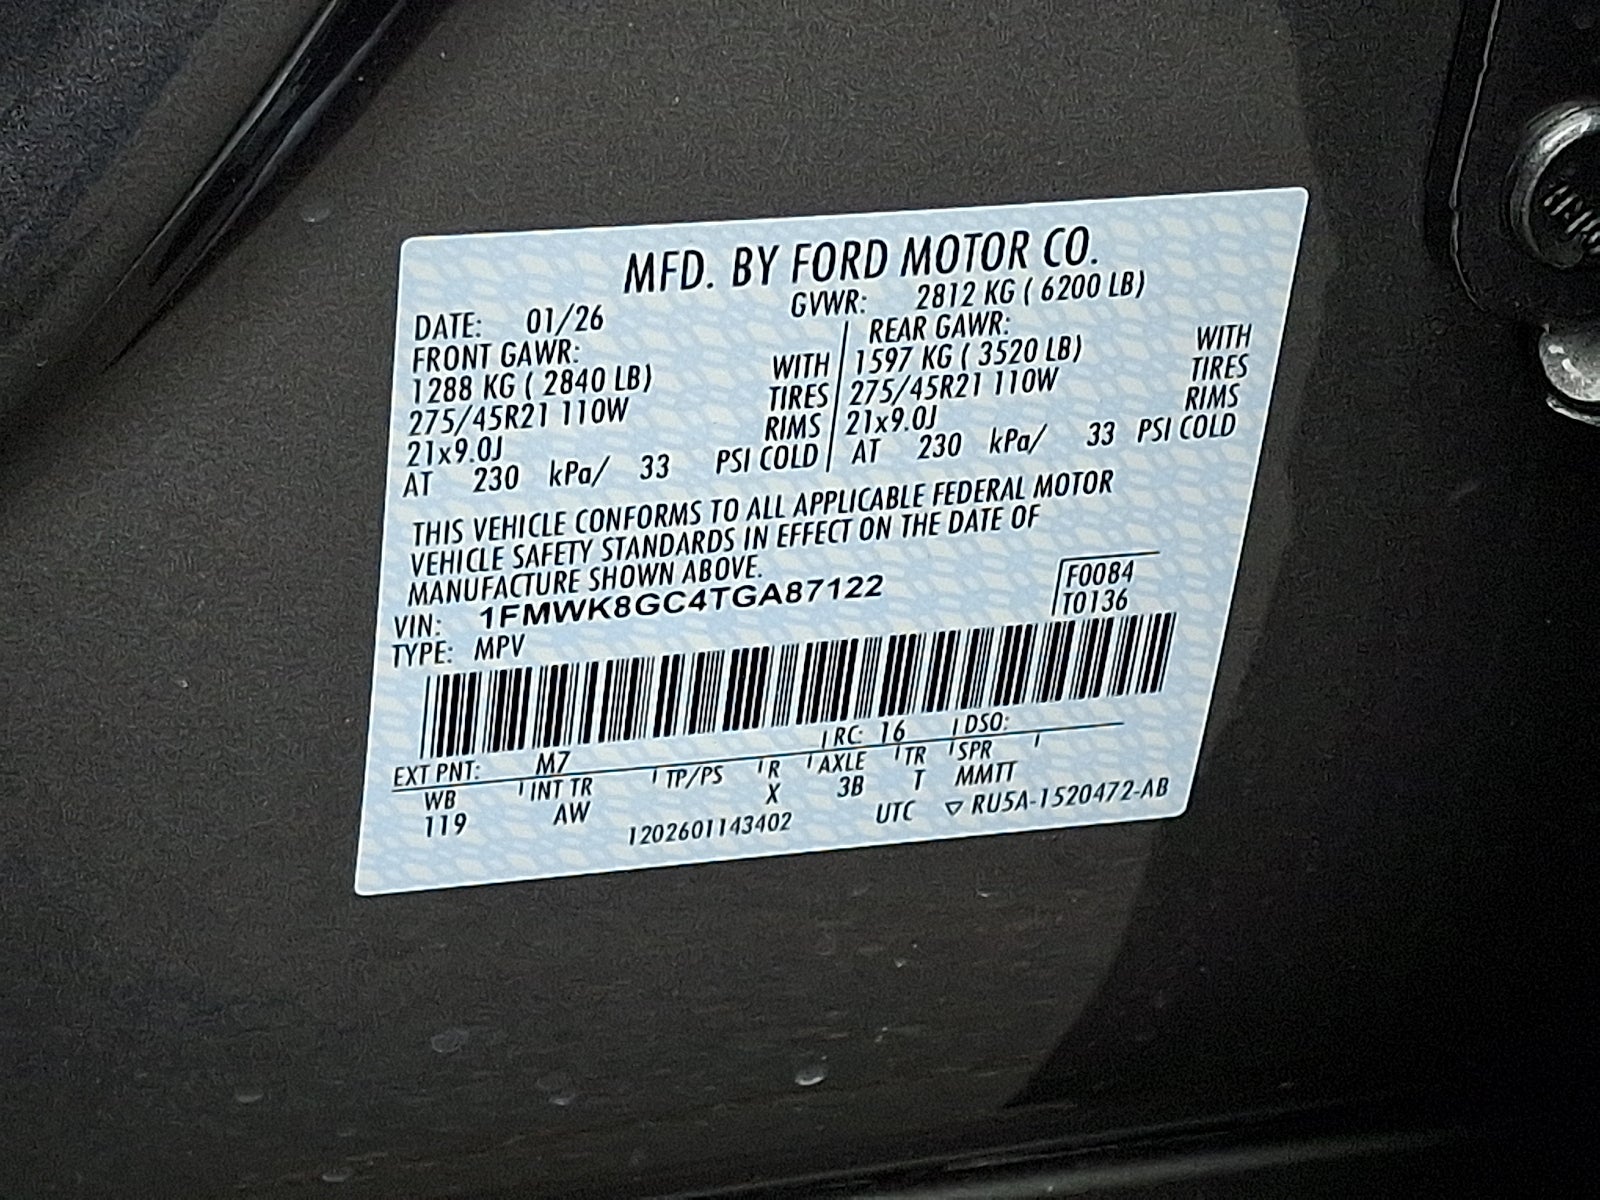 MFD. BY FORD MOTOR CO.
DATE: 01/26 GVWR: 2812 KG ( 6200 LB)
FRONT GAWR: REAR GAWR:
1288 KG ( 2840 LB) WITH 1597 KG ( 3520 LB) WITH
275/45R21 110W TIRES 275/45R21 110W TIRES
21x9.0J RIMS 21x9.0J RIMS
AT 230 kPa/ 33 PSI COLD AT 230 kPa/ 33 PSI COLD
THIS VEHICLE CONFORMS TO ALL APPLICABLE FEDERAL MOTOR
VEHICLE SAFETY STANDARDS IN EFFECT ON THE DATE OF
MANUFACTURE SHOWN ABOVE.
VIN: 1FMWK8GC4TGA87122 F0084
TYPE: MPV T0136
EXT PNT: M7 RC: 16 DSO:
WB INT TR TP/PS R AXLE TR SPR
119 AW X 3B T MMTT
1202601143402 UTC ▽ RU5A-1520472-AB